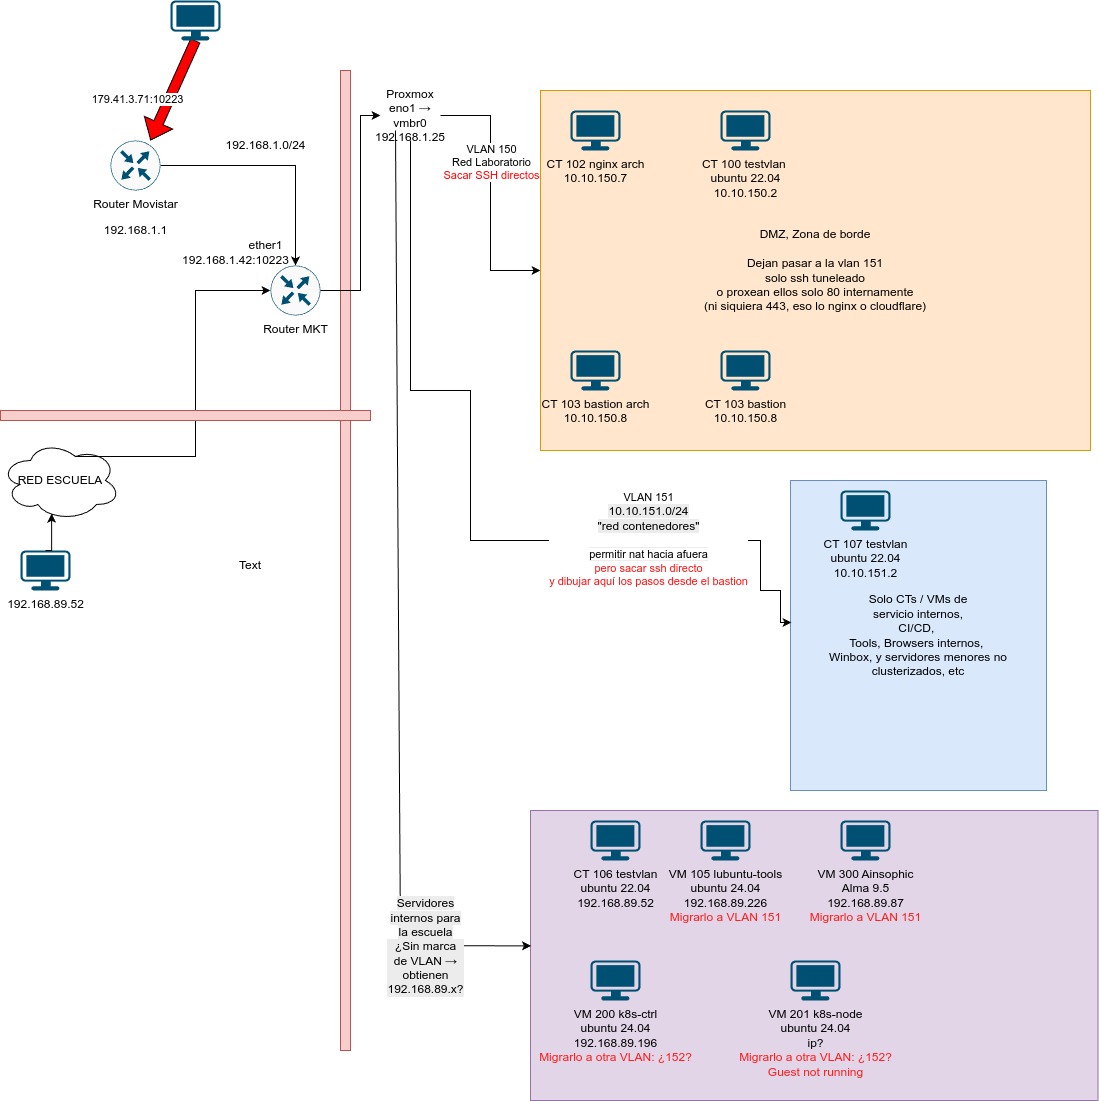 179.41.3.71:10223
192.168.1.0/24
Router Movistar
192.168.1.1
ether1
192.168.1.42:10223
Router MKT
Proxmox
eno1 →
vmbr0
192.168.1.25
VLAN 150
Red Laboratorio
Sacar SSH directos
CT 102 nginx arch
10.10.150.7
CT 100 testvlan
ubuntu 22.04
10.10.150.2
DMZ, Zona de borde
Dejan pasar a la vlan 151
solo ssh tuneleado
o proxean ellos solo 80 internamente
(ni siquiera 443, eso lo nginx o cloudflare)
CT 103 bastion arch
10.10.150.8
CT 103 bastion
10.10.150.8
RED ESCUELA
192.168.89.52
Text
VLAN 151
10.10.151.0/24
"red contenedores"
permitir nat hacia afuera
pero sacar ssh directo
y dibujar aquí los pasos desde el bastion
CT 107 testvlan
ubuntu 22.04
10.10.151.2
Solo CTs / VMs de
servicio internos,
CI/CD,
Tools, Browsers internos,
Winbox, y servidores menores no
clusterizados, etc
Servidores
internos para
la escuela
¿Sin marca
de VLAN →
obtienen
192.168.89.x?
CT 106 testvlan
ubuntu 22.04
192.168.89.52
VM 105 lubuntu-tools
ubuntu 24.04
192.168.89.226
Migrarlo a VLAN 151
VM 300 Ainsophic
Alma 9.5
192.168.89.87
Migrarlo a VLAN 151
VM 200 k8s-ctrl
ubuntu 24.04
192.168.89.196
Migrarlo a otra VLAN: ¿152?
VM 201 k8s-node
ubuntu 24.04
ip?
Migrarlo a otra VLAN: ¿152?
Guest not running